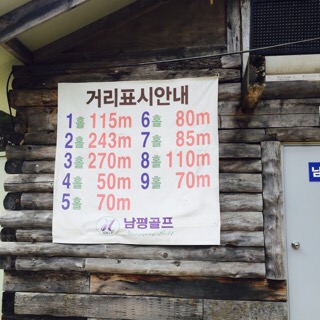 거리표시안내
1홀 115m 6홀 80m
2홀 243m 7홀 85m
3홀 270m 8홀 110m
4홀 50m 9홀 70m
5홀 70m
남평골프
남